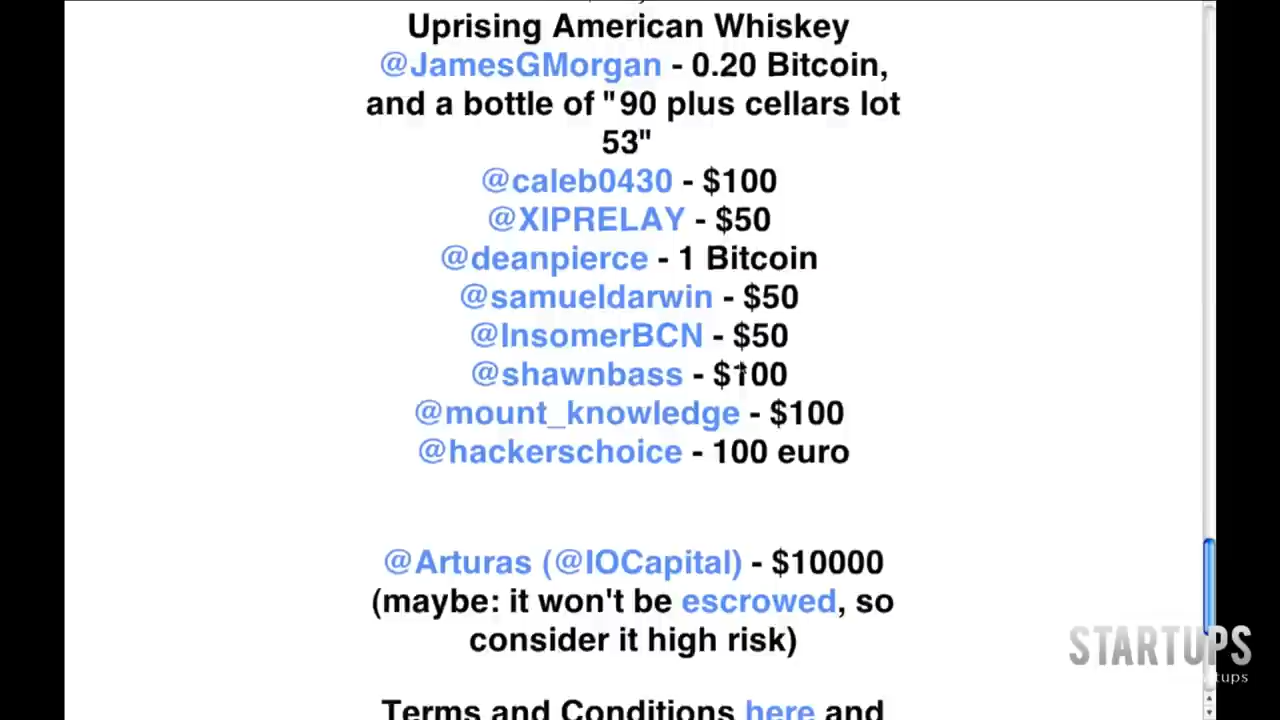 Uprising American Whiskey
@JamesGMorgan - 0.20 Bitcoin,
and a bottle of "90 plus cellars lot
53"
@caleb0430 - $100
@XIPRELAY - $50
@deanpierce - 1 Bitcoin
@samueldarwin - $50
@InsomerBCN - $50
@shawnbass - $100
@mount_knowledge - $100
@hackerschoice - 100 euro
@Arturas (@IOCapital) - $10000
(maybe: it won't be escrowed, so
consider it high risk)
STARTUPS
Terms and Conditions here and